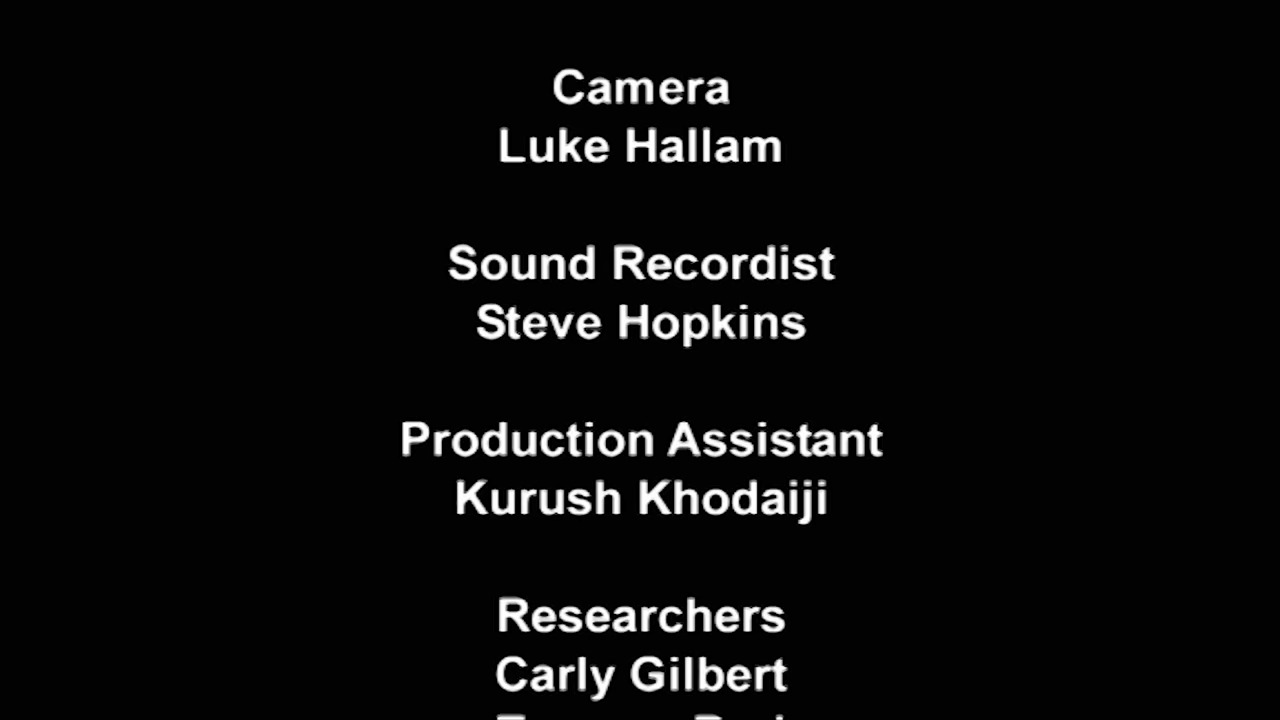 Camera
Luke Hallam
Sound Recordist
Steve Hopkins
Production Assistant
Kurush Khodaiji
Researchers
Carly Gilbert